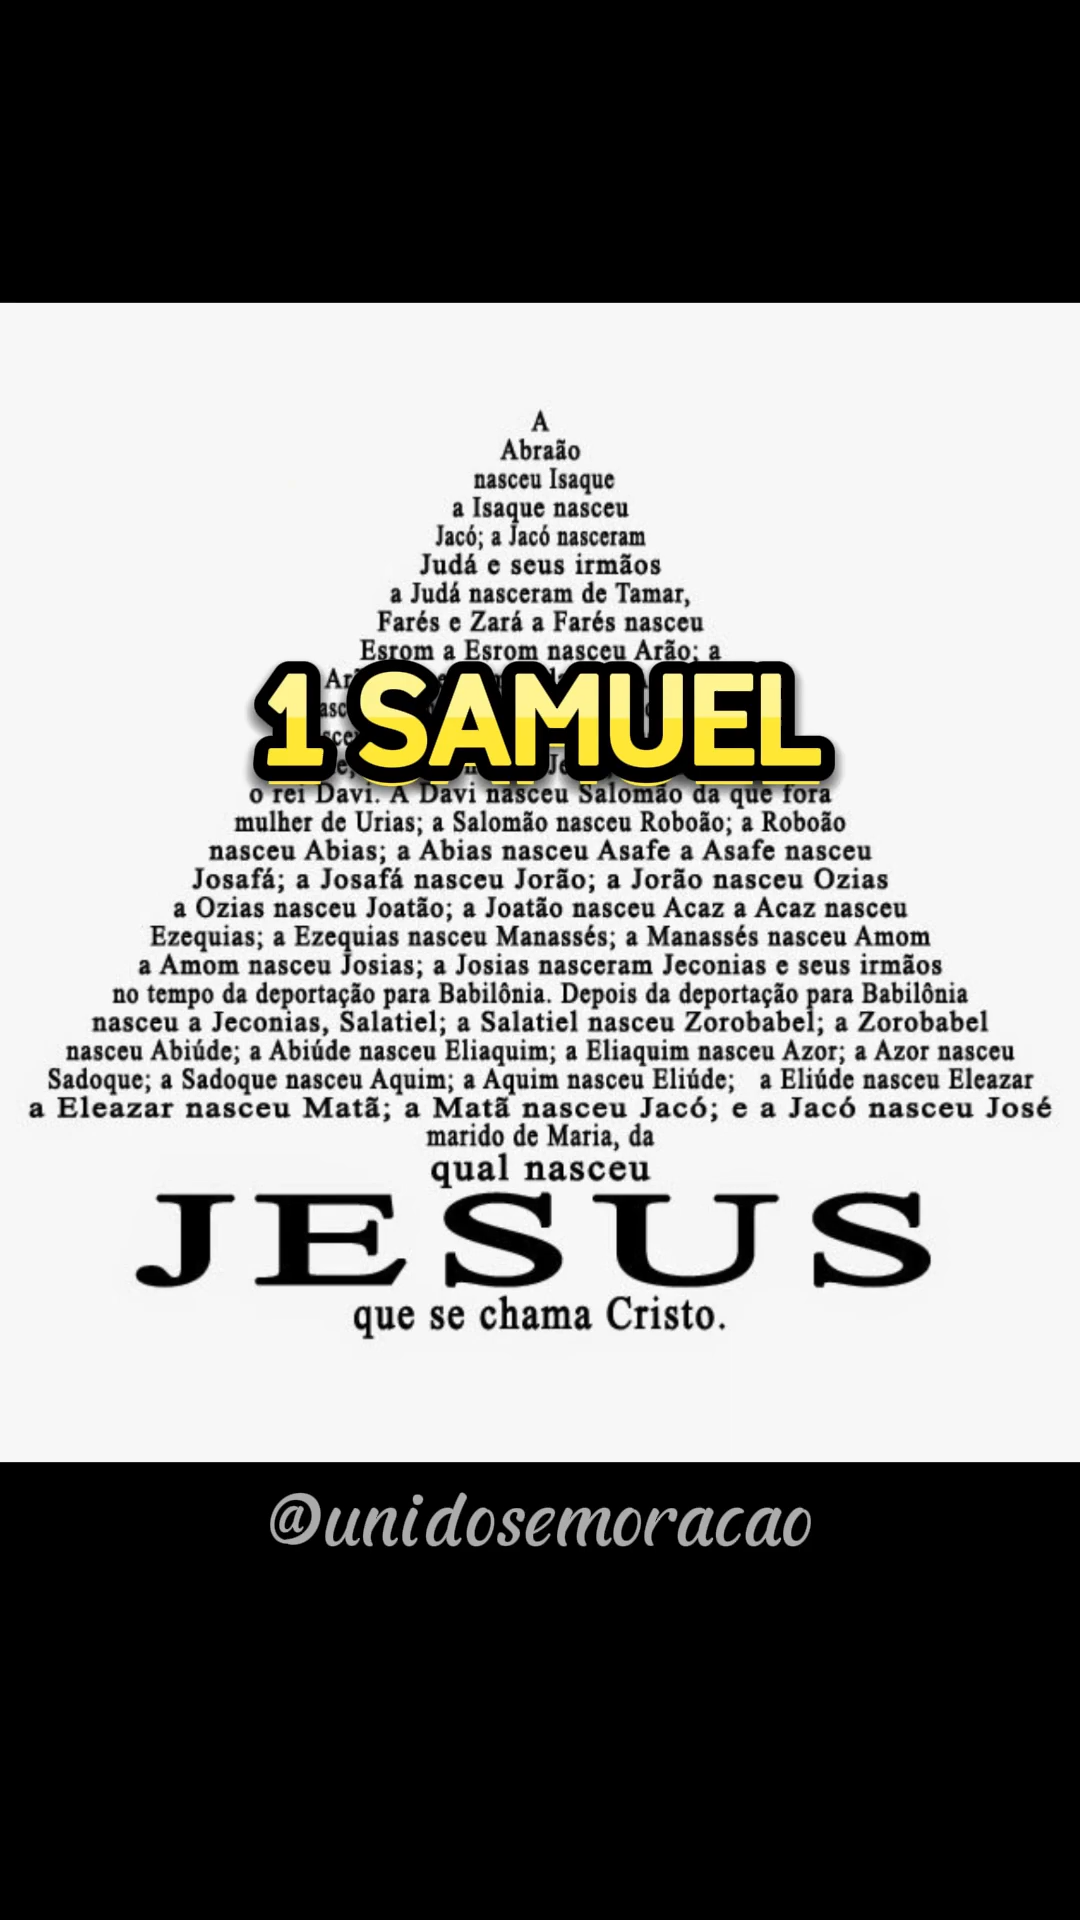 A
Abraão
nasceu Isaque
a Isaque nasceu
Jacó; a Jacó nasceram
Judá e seus irmãos
a Judá nasceram de Tamar,
Farés e Zará a Farés nasceu
Esrom a Esrom nasceu Arão; a
1 SAMUEL
o rei Davi. A Davi nasceu Salomão da que fora
mulher de Urias; a Salomão nasceu Roboão; a Roboão
nasceu Abias; a Abias nasceu Asafe a Asafe nasceu
Josafá; a Josafá nasceu Jorão; a Jorão nasceu Ozias
a Ozias nasceu Joatão; a Joatão nasceu Acaz a Acaz nasceu
Ezequias; a Ezequias nasceu Manassés; a Manassés nasceu Amom
a Amom nasceu Josias; a Josias nasceram Jeconias e seus irmãos
no tempo da deportação para Babilônia. Depois da deportação para Babilônia
nasceu a Jeconias, Salatiel; a Salatiel nasceu Zorobabel; a Zorobabel
nasceu Abiúde; a Abiúde nasceu Eliaquim; a Eliaquim nasceu Azor; a Azor nasceu
Sadoque; a Sadoque nasceu Aquim; a Aquim nasceu Eliúde; a Eliúde nasceu Eleazar
a Eleazar nasceu Matã; a Matã nasceu Jacó; e a Jacó nasceu José
marido de Maria, da
qual nasceu
JESUS
que se chama Cristo.
@unidosemoracao